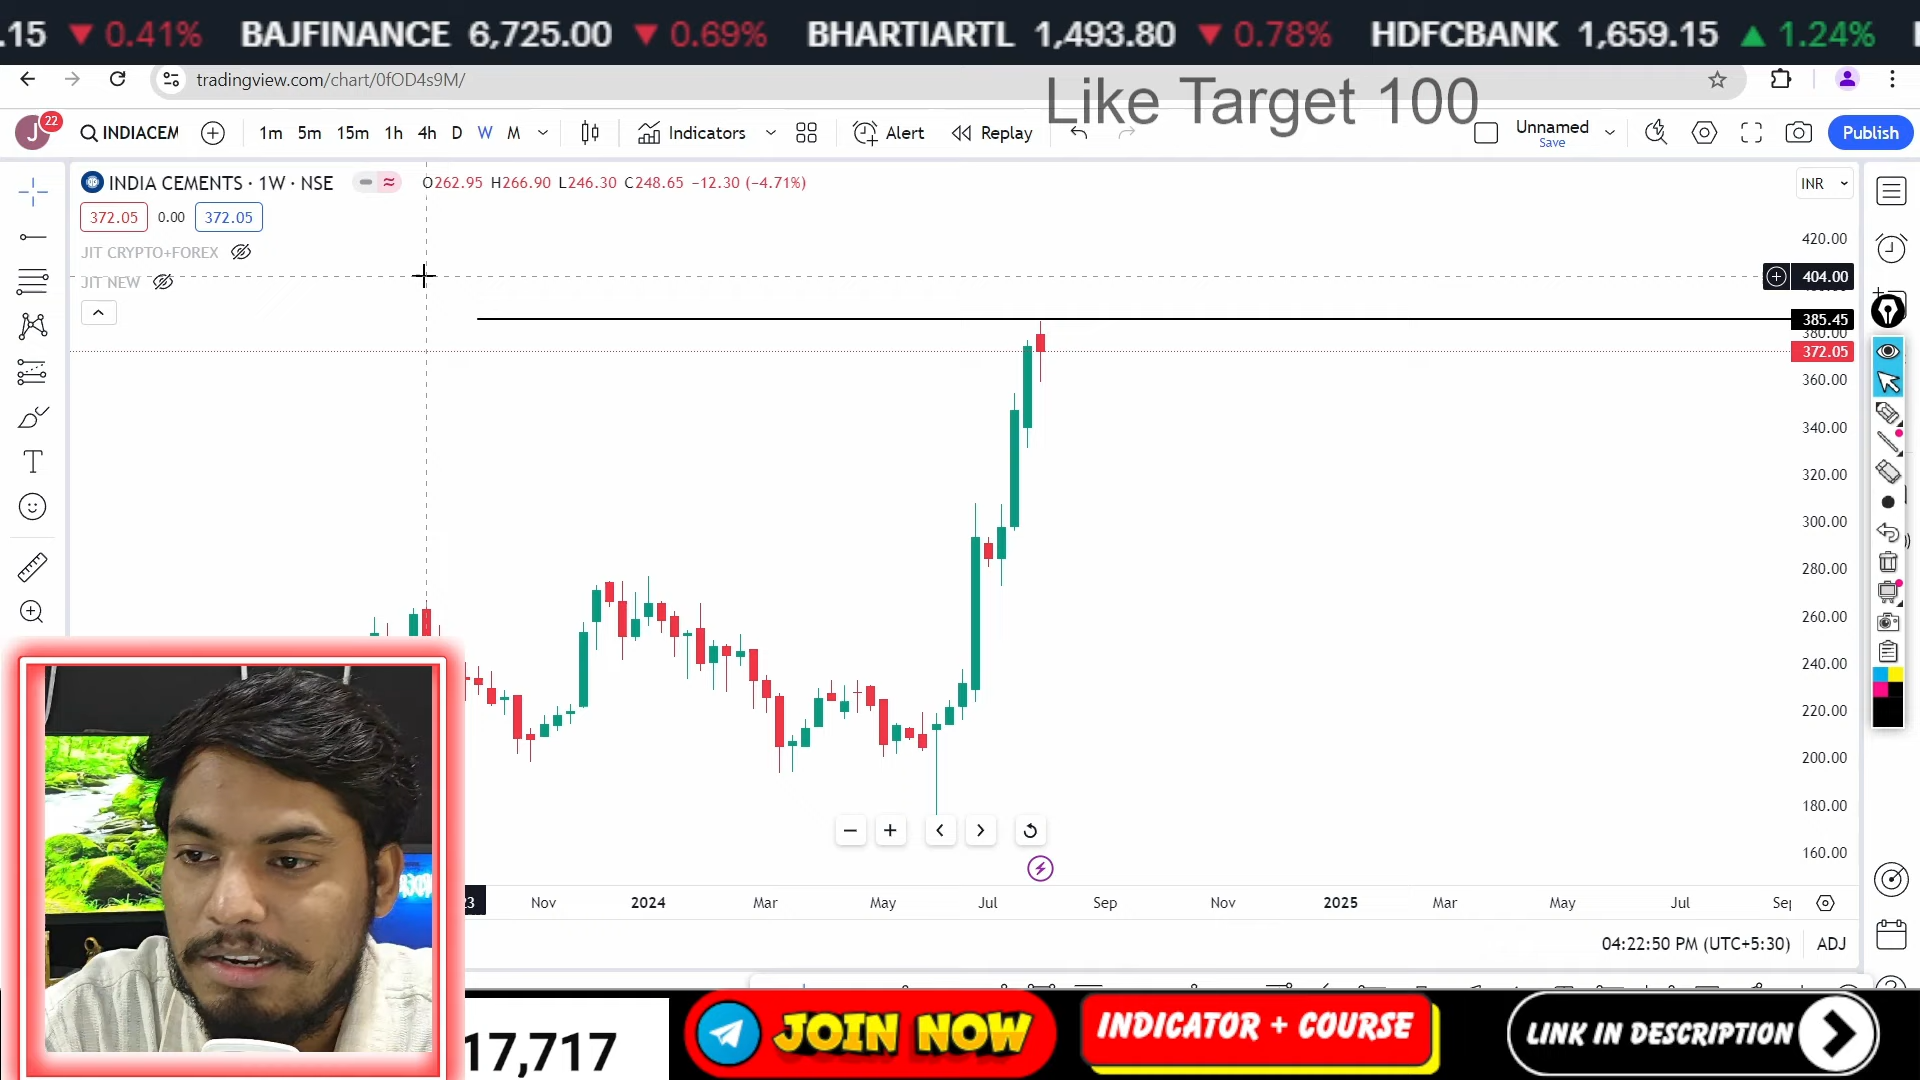 .15 ▼ 0.41% BAJFINANCE 6,725.00 ▼ 0.69% BHARTIARTL 1,493.80 ▼ 0.78% HDFCBANK 1,659.15 ▲ 1.24%
tradingview.com/chart/0fOD4s9M/
Like Target 100
J 22 INDIACEM 1m 5m 15m 1h 4h D W M Indicators Alert Replay Unnamed Save Publish
INDIA CEMENTS · 1W · NSE O262.95 H266.90 L246.30 C248.65 −12.30 (−4.71%) INR
372.05 0.00 372.05
JIT CRYPTO+FOREX
JIT NEW
420.00
404.00
385.45
380.00
372.05
360.00
340.00
320.00
300.00
280.00
260.00
240.00
220.00
200.00
180.00
160.00
23 Nov 2024 Mar May Jul Sep Nov 2025 Mar May Jul Sep
04:22:50 PM (UTC+5:30) ADJ
17,717 JOIN NOW INDICATOR + COURSE LINK IN DESCRIPTION